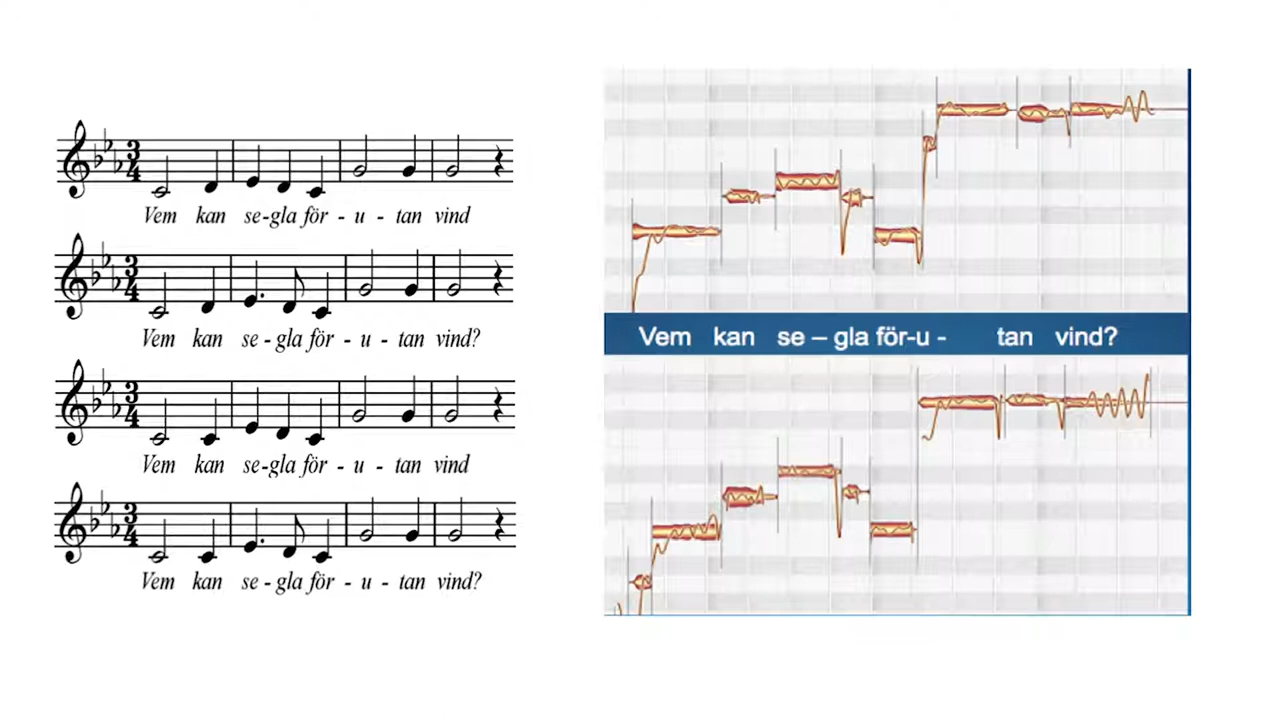 Vem kan se-gla för - u - tan vind
Vem kan se - gla för - u - tan vind?
Vem kan se-gla för - u - tan vind
Vem kan se - gla för - u - tan vind?
Vem kan se – gla för-u - tan vind?